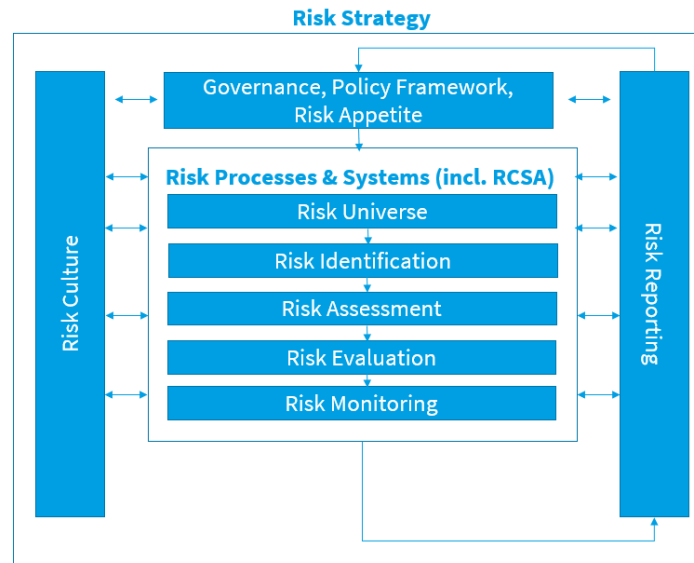 Risk Strategy
Governance, Policy Framework,
Risk Appetite
Risk Processes & Systems (incl. RCSA)
Risk Universe
Risk Identification
Risk Assessment
Risk Evaluation
Risk Monitoring
Risk Culture
Risk Reporting